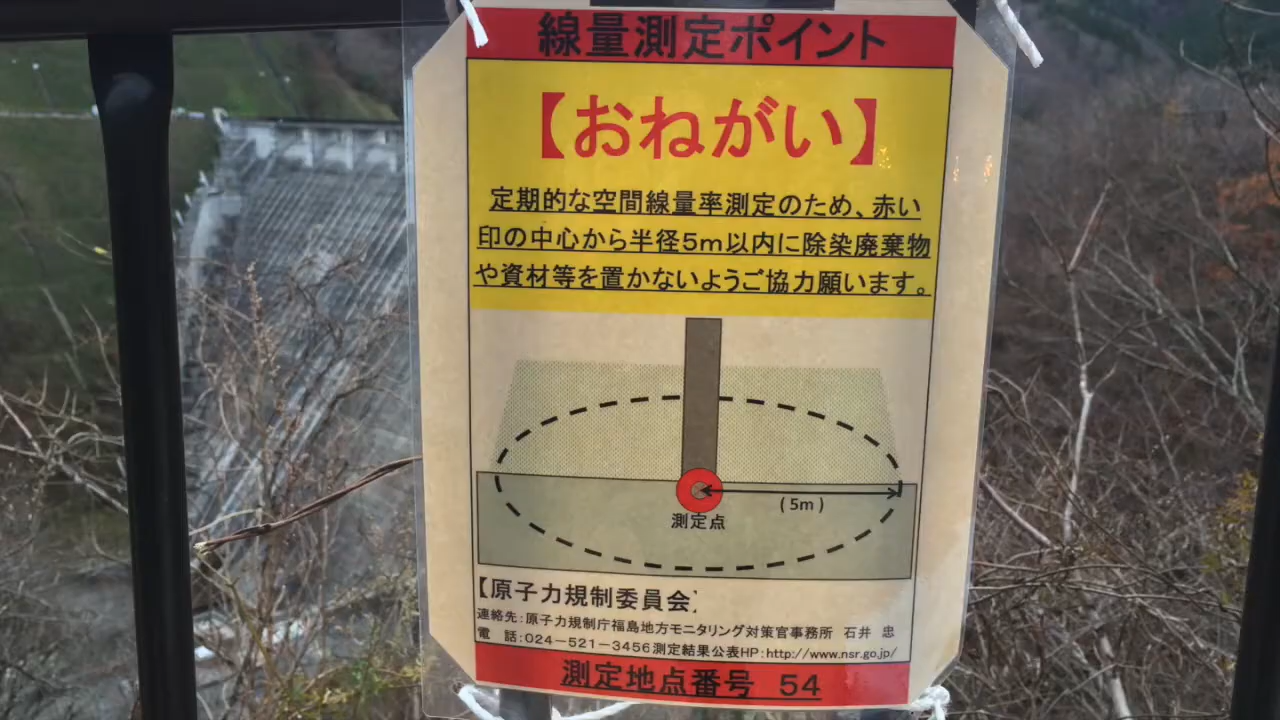 線量測定ポイント
【おねがい】
定期的な空間線量率測定のため、赤い
印の中心から半径5m以内に除染廃棄物
や資材等を置かないようご協力願います。
(5m)
測定点
【原子力規制委員会】
連絡先:原子力規制庁福島地方モニタリング対策官事務所 石井 忠
電 話:024-521-3456測定結果公表HP:http://www.nsr.go.jp/
測定地点番号 54